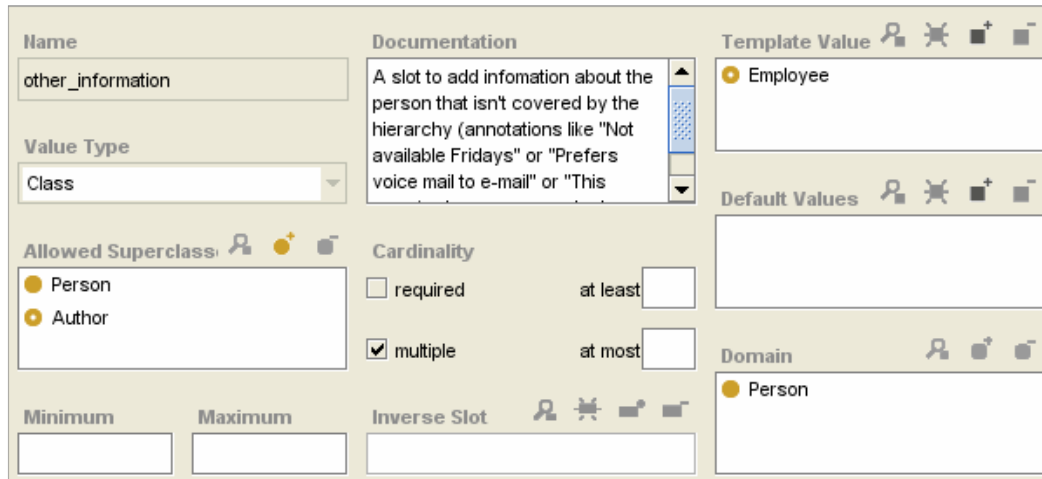 Name
other_information
Value Type
Class
Allowed Superclass
Person
Author
Minimum
Maximum
Documentation
A slot to add infomation about the
person that isn't covered by the
hierarchy (annotations like "Not
available Fridays" or "Prefers
voice mail to e-mail" or "This
Cardinality
required
at least
multiple
at most
Inverse Slot
Template Value
Employee
Default Values
Domain
Person